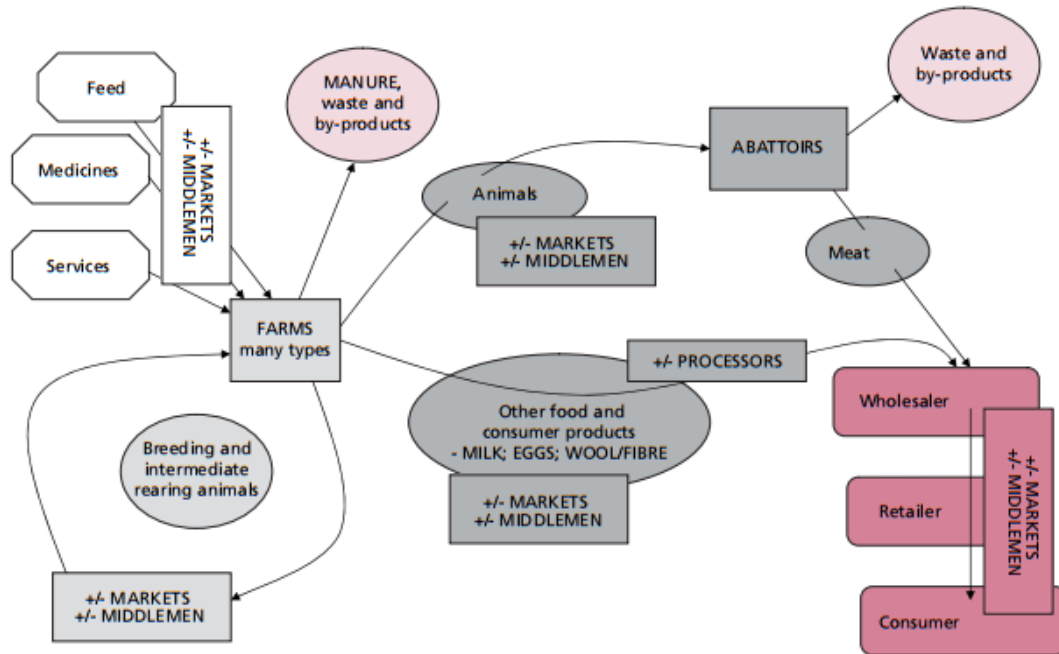 Feed
Medicines
Services
+/- MARKETS
+/- MIDDLEMEN
MANURE,
waste and
by-products
Waste and
by-products
ABATTOIRS
Animals
+/- MARKETS
+/- MIDDLEMEN
Meat
FARMS
many types
+/- PROCESSORS
Other food and
consumer products
- MILK; EGGS; WOOL/FIBRE
+/- MARKETS
+/- MIDDLEMEN
Breeding and
intermediate
rearing animals
+/- MARKETS
+/- MIDDLEMEN
Wholesaler
Retailer
Consumer
+/- MARKETS
+/- MIDDLEMEN